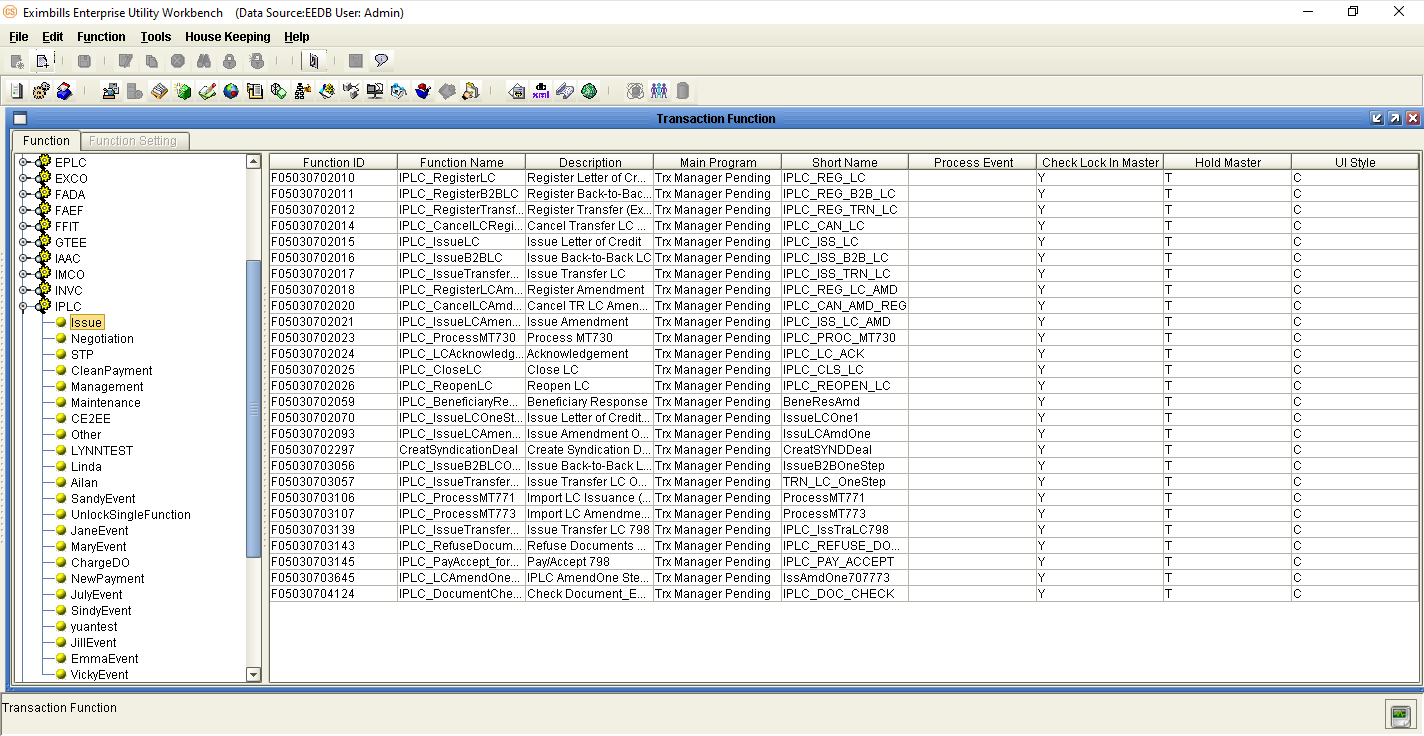 Eximbills Enterprise Utility Workbench (Data Source:EEDB User: Admin)
File Edit Function Tools House Keeping Help
Transaction Function
Function Function Setting
EPLC
EXCO
FADA
FAEF
FFIT
GTEE
IAAC
IMCO
INVC
IPLC
Issue
Negotiation
STP
CleanPayment
Management
Maintenance
CE2EE
Other
LYNNTEST
Linda
Ailan
SandyEvent
UnlockSingleFunction
JaneEvent
MaryEvent
ChargeDO
NewPayment
JulyEvent
SindyEvent
yuantest
JillEvent
EmmaEvent
VickyEvent
Function ID Function Name Description Main Program Short Name Process Event Check Lock In Master Hold Master UI Style
F05030702010 IPLC_RegisterLC Register Letter of Cr... Trx Manager Pending IPLC_REG_LC Y T C
F05030702011 IPLC_RegisterB2BLC Register Back-to-Bac... Trx Manager Pending IPLC_REG_B2B_LC Y T C
F05030702012 IPLC_RegisterTransf... Register Transfer (Ex... Trx Manager Pending IPLC_REG_TRN_LC Y T C
F05030702014 IPLC_CancelLCRegi... Cancel Transfer LC ... Trx Manager Pending IPLC_CAN_LC Y T C
F05030702015 IPLC_IssueLC Issue Letter of Credit Trx Manager Pending IPLC_ISS_LC Y T C
F05030702016 IPLC_IssueB2BLC Issue Back-to-Back LC Trx Manager Pending IPLC_ISS_B2B_LC Y T C
F05030702017 IPLC_IssueTransfer... Issue Transfer LC Trx Manager Pending IPLC_ISS_TRN_LC Y T C
F05030702018 IPLC_RegisterLCAm... Register Amendment Trx Manager Pending IPLC_REG_LC_AMD Y T C
F05030702020 IPLC_CancelLCAmd... Cancel TR LC Amen... Trx Manager Pending IPLC_CAN_AMD_REG Y T C
F05030702021 IPLC_IssueLCAmen... Issue Amendment Trx Manager Pending IPLC_ISS_LC_AMD Y T C
F05030702023 IPLC_ProcessMT730 Process MT730 Trx Manager Pending IPLC_PROC_MT730 Y T C
F05030702024 IPLC_LCAcknowledg... Acknowledgement Trx Manager Pending IPLC_LC_ACK Y T C
F05030702025 IPLC_CloseLC Close LC Trx Manager Pending IPLC_CLS_LC Y T C
F05030702026 IPLC_ReopenLC Reopen LC Trx Manager Pending IPLC_REOPEN_LC Y T C
F05030702059 IPLC_BeneficiaryRe... Beneficiary Response Trx Manager Pending BeneResAmd Y T C
F05030702070 IPLC_IssueLCOneSt... Issue Letter of Credit... Trx Manager Pending IssueLCOne1 Y T C
F05030702093 IPLC_IssueLCAmen... Issue Amendment O... Trx Manager Pending IssuLCAmdOne Y T C
F05030702297 CreatSyndicationDeal Create Syndication D... Trx Manager Pending CreatSYNDDeal Y T C
F05030703056 IPLC_IssueB2BLCO... Issue Back-to-Back L... Trx Manager Pending IssueB2BOneStep Y T C
F05030703057 IPLC_IssueTransfer... Issue Transfer LC O... Trx Manager Pending TRN_LC_OneStep Y T C
F05030703106 IPLC_ProcessMT771 Import LC Issuance (... Trx Manager Pending ProcessMT771 Y T C
F05030703107 IPLC_ProcessMT773 Import LC Amendme... Trx Manager Pending ProcessMT773 Y T C
F05030703139 IPLC_IssueTransfer... Issue Transfer LC 798 Trx Manager Pending IPLC_IssTraLC798 Y T C
F05030703143 IPLC_RefuseDocum... Refuse Documents ... Trx Manager Pending IPLC_REFUSE_DO... Y T C
F05030703145 IPLC_PayAccept_for... Pay/Accept 798 Trx Manager Pending IPLC_PAY_ACCEPT Y T C
F05030703645 IPLC_LCAmendOne... IPLC AmendOne Ste... Trx Manager Pending IssAmdOne707773 Y T C
F05030704124 IPLC_DocumentChe... Check Document_E... Trx Manager Pending IPLC_DOC_CHECK Y T C
Transaction Function